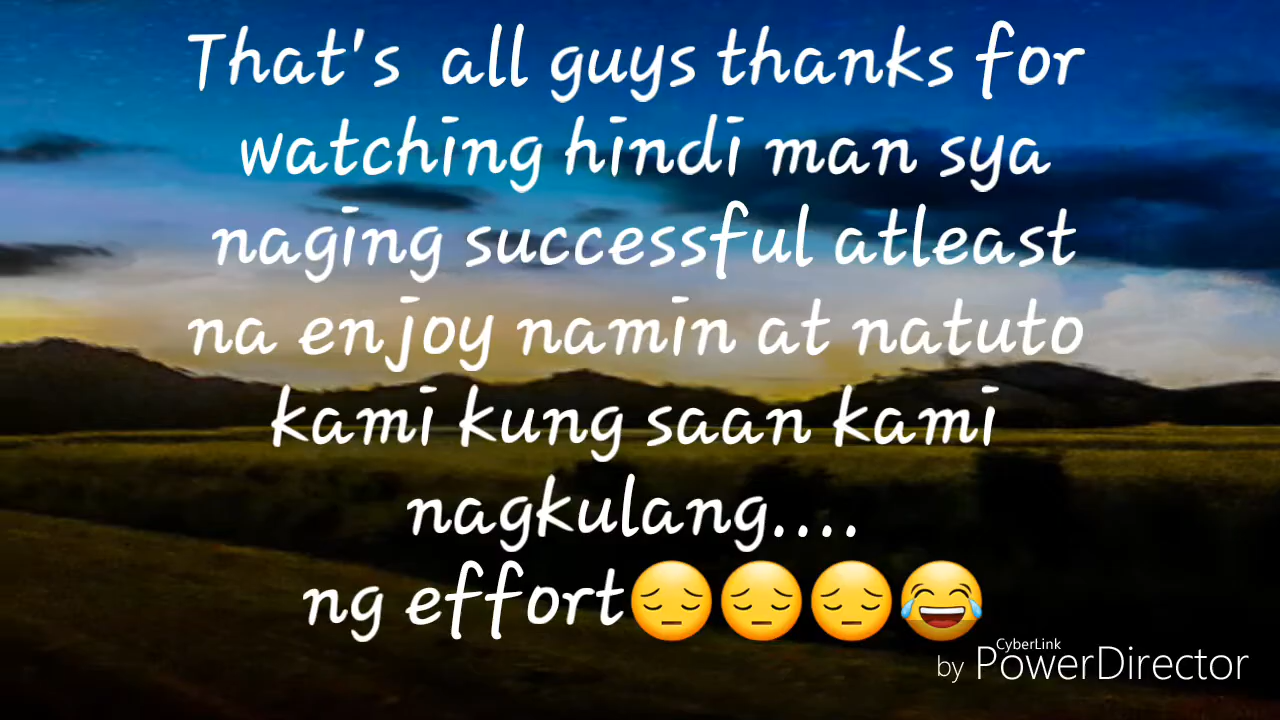 That's  all guys thanks for
watching hindi man sya
naging successful atleast
na enjoy namin at natuto
kami kung saan kami
nagkulang....
ng effort😔😔😔😂
CyberLink
by PowerDirector